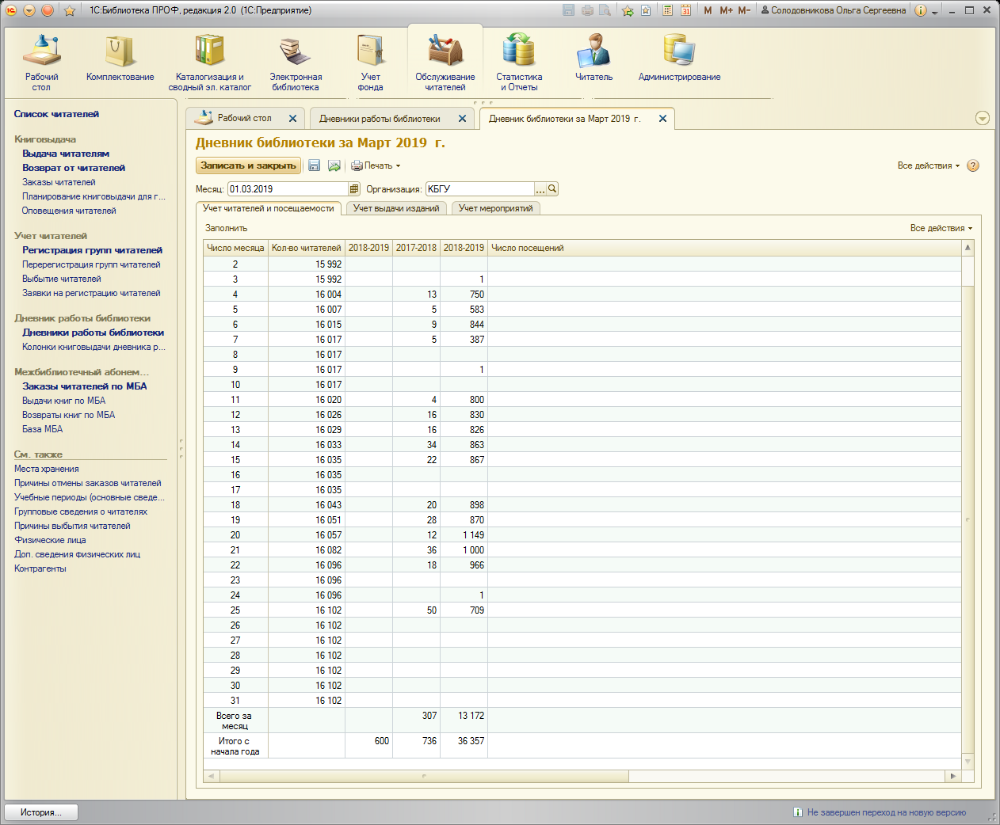 1С:Библиотека ПРОФ, редакция 2.0 (1С:Предприятие)
31 M M+ M- Солодовникова Ольга Сергеевна
Рабочий стол
Комплектование
Каталогизация и сводный эл. каталог
Электронная библиотека
Учет фонда
Обслуживание читателей
Статистика и Отчеты
Читатель
Администрирование
Список читателей
Книговыдача
Выдача читателям
Возврат от читателей
Заказы читателей
Планирование книговыдачи для г...
Оповещения читателей
Учет читателей
Регистрация групп читателей
Перерегистрация групп читателей
Выбытие читателей
Заявки на регистрацию читателей
Дневник работы библиотеки
Дневники работы библиотеки
Колонки книговыдачи дневника р...
Межбиблиотечный абонем...
Заказы читателей по МБА
Выдачи книг по МБА
Возвраты книг по МБА
База МБА
См. также
Места хранения
Причины отмены заказов читателей
Учебные периоды (основные сведе...
Групповые сведения о читателях
Причины выбытия читателей
Физические лица
Доп. сведения физических лиц
Контрагенты
Рабочий стол
Дневники работы библиотеки
Дневник библиотеки за Март 2019 г.
Дневник библиотеки за Март 2019 г.
Записать и закрыть Печать Все действия ?
Месяц: 01.03.2019 Организация: КБГУ ...
Учет читателей и посещаемости Учет выдачи изданий Учет мероприятий
Заполнить Все действия
Число месяца Кол-во читателей 2018-2019 2017-2018 2018-2019 Число посещений
2 15 992
3 15 992 1
4 16 004 13 750
5 16 007 5 583
6 16 015 9 844
7 16 017 5 387
8 16 017
9 16 017 1
10 16 017
11 16 020 4 800
12 16 026 16 830
13 16 029 16 826
14 16 033 34 863
15 16 035 22 867
16 16 035
17 16 035
18 16 043 20 898
19 16 051 28 870
20 16 057 12 1 149
21 16 082 36 1 000
22 16 096 18 966
23 16 096
24 16 096 1
25 16 102 50 709
26 16 102
27 16 102
28 16 102
29 16 102
30 16 102
31 16 102
Всего за месяц 307 13 172
Итого с начала года 600 736 36 357
История...
Не завершен переход на новую версию